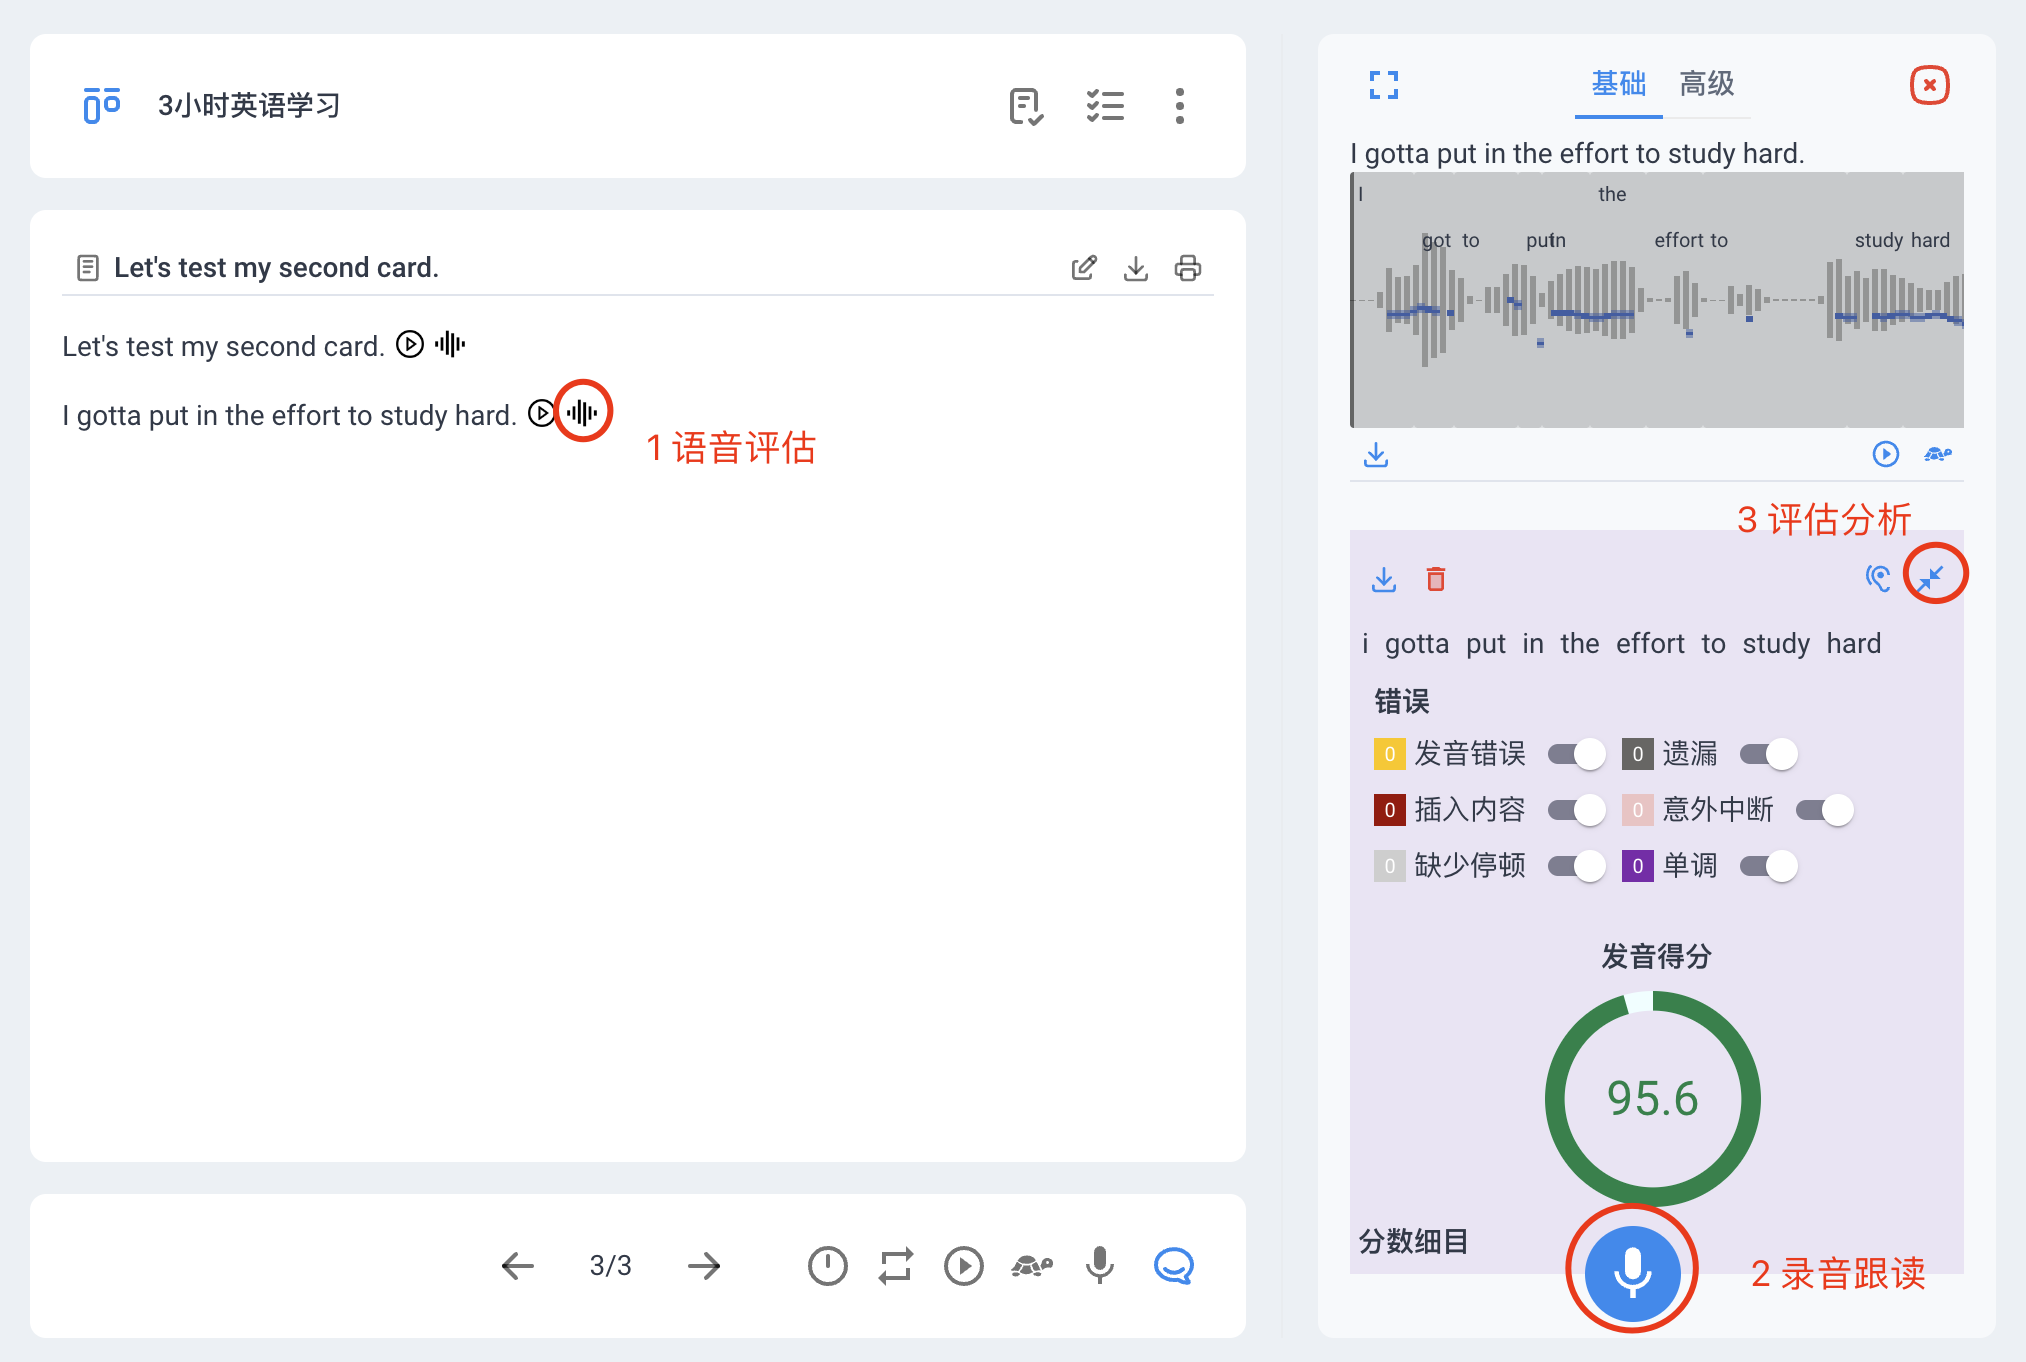 3小时英语学习
Let's test my second card.
Let's test my second card.
I gotta put in the effort to study hard.
1 语音评估
3/3
基础 高级
I gotta put in the effort to study hard.
I the
got to put in effort to study hard
3 评估分析
i gotta put in the effort to study hard
错误
0 发音错误 0 遗漏
0 插入内容 0 意外中断
0 缺少停顿 0 单调
发音得分
95.6
分数细目
2 录音跟读